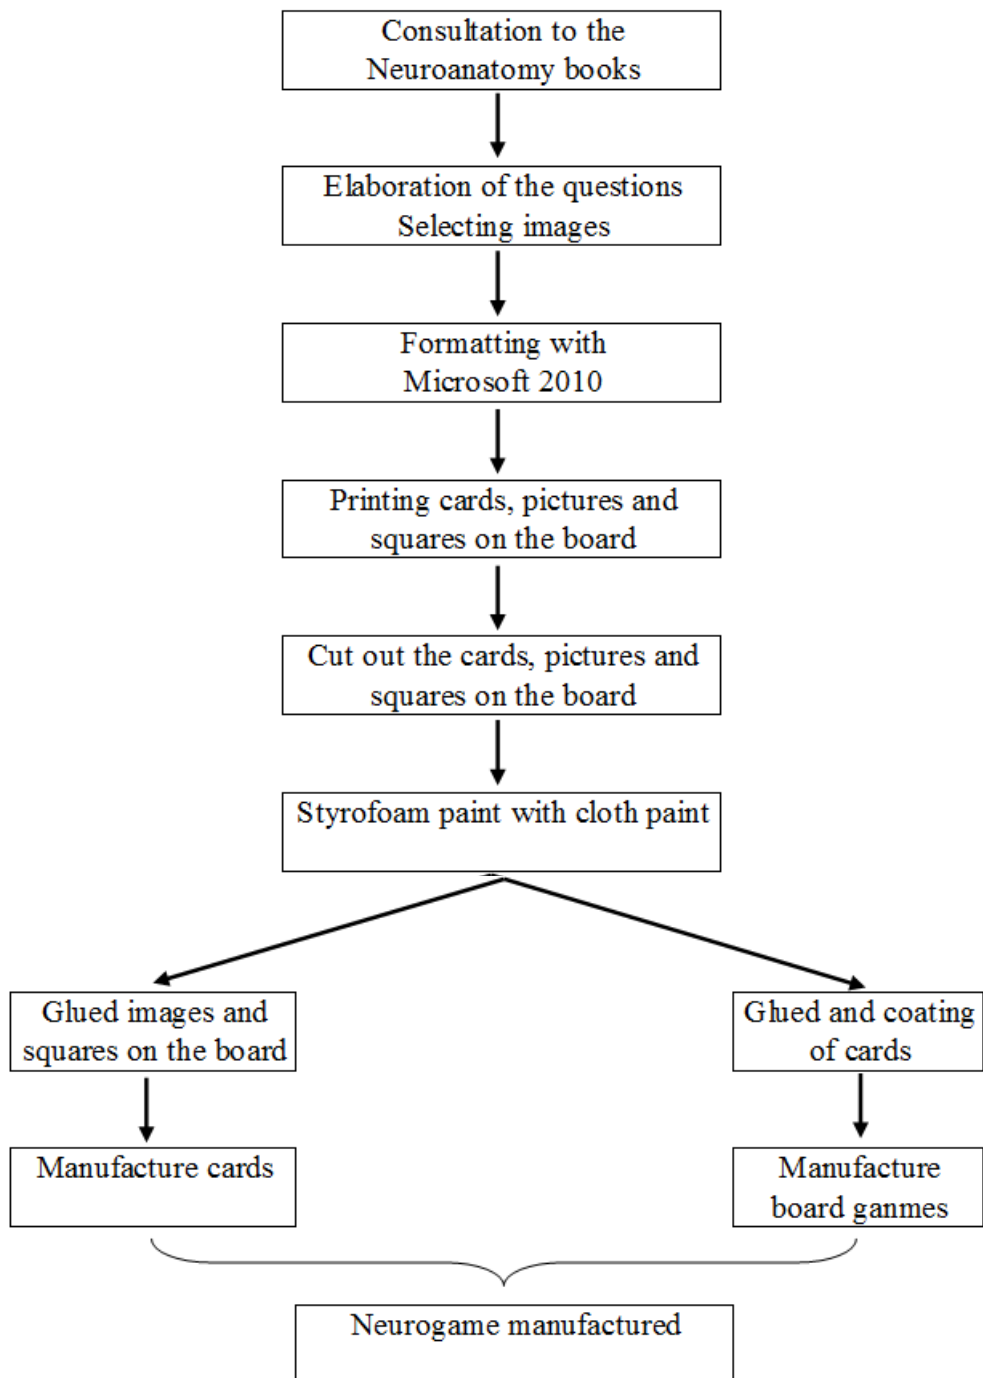 Consultation to the
Neuroanatomy books
Elaboration of the questions
Selecting images
Formatting with
Microsoft 2010
Printing cards, pictures and
squares on the board
Cut out the cards, pictures and
squares on the board
Styrofoam paint with cloth paint
Glued images and
squares on the board
Glued and coating
of cards
Manufacture cards
Manufacture
board ganmes
Neurogame manufactured